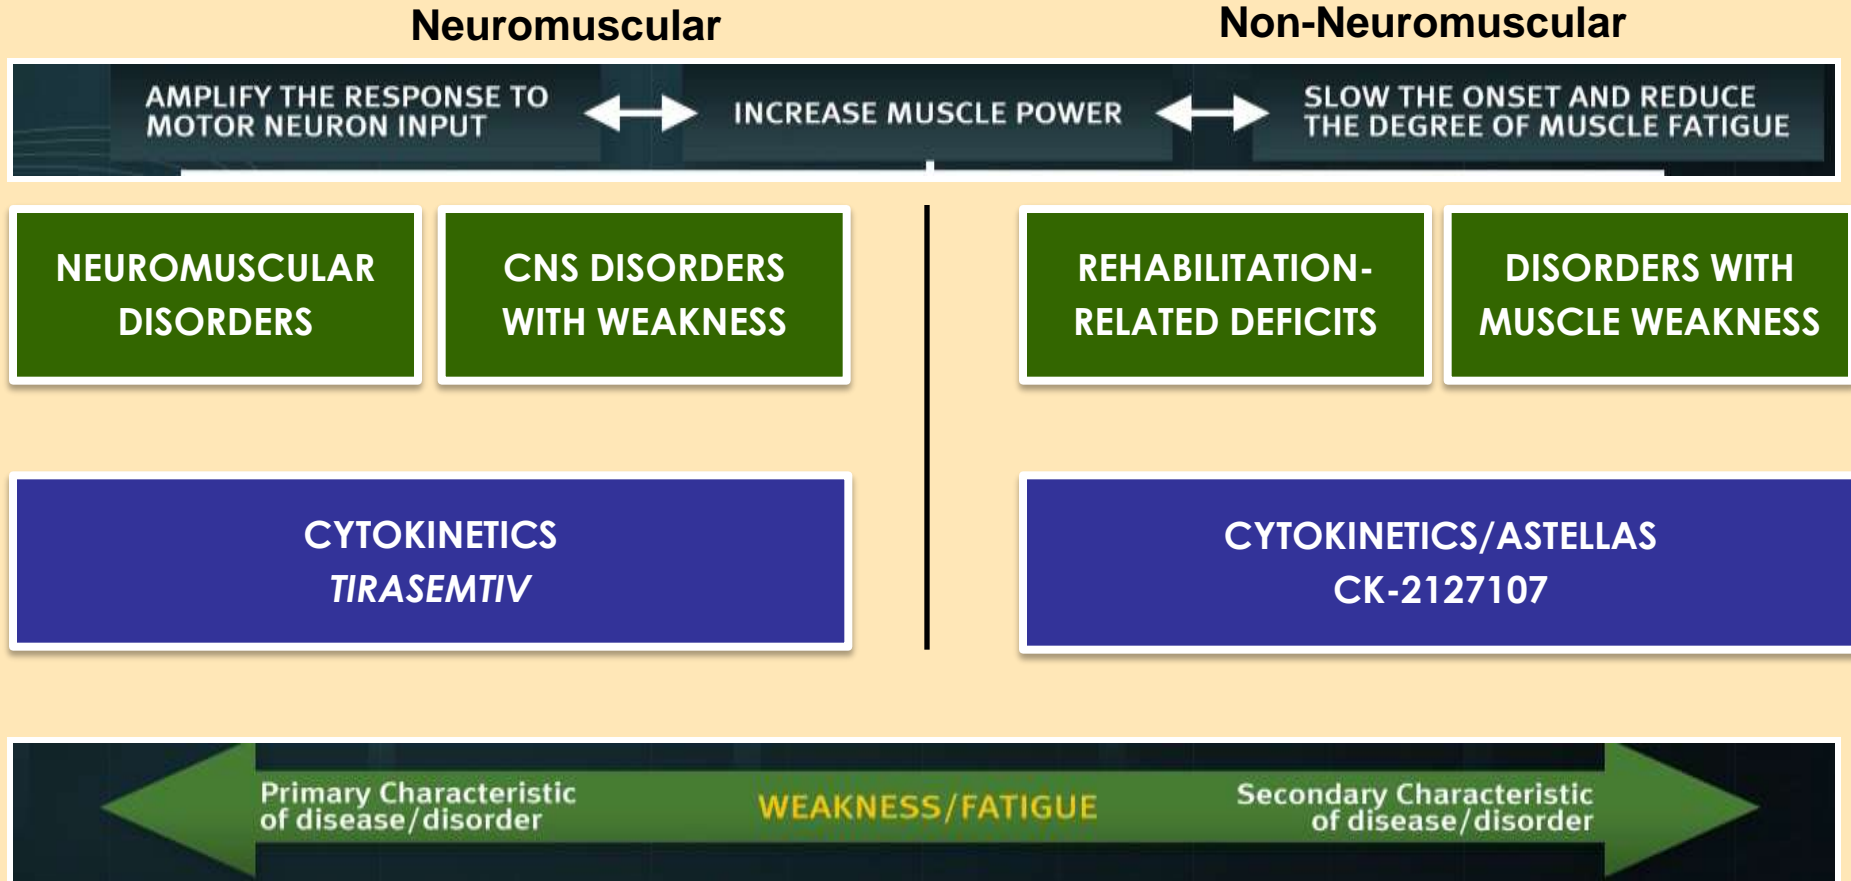 Neuromuscular
Non-Neuromuscular
AMPLIFY THE RESPONSE TO
MOTOR NEURON INPUT
INCREASE MUSCLE POWER
SLOW THE ONSET AND REDUCE
THE DEGREE OF MUSCLE FATIGUE
NEUROMUSCULAR
DISORDERS
CNS DISORDERS
WITH WEAKNESS
REHABILITATION-
RELATED DEFICITS
DISORDERS WITH
MUSCLE WEAKNESS
CYTOKINETICS
TIRASEMTIV
CYTOKINETICS/ASTELLAS
CK-2127107
Primary Characteristic
of disease/disorder
WEAKNESS/FATIGUE
Secondary Characteristic
of disease/disorder